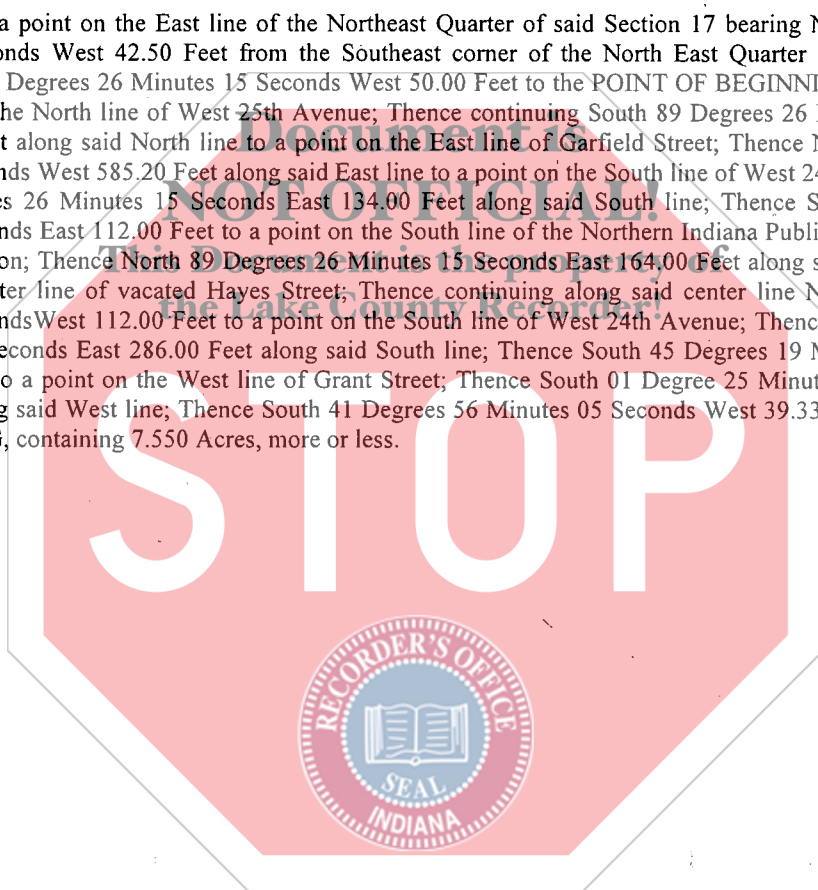 a point on the East line of the Northeast Quarter of said Section 17 bearing N
onds West 42.50 Feet from the Southeast corner of the North East Quarter
Degrees 26 Minutes 15 Seconds West 50.00 Feet to the POINT OF BEGINNI
he North line of West 25th Avenue; Thence continuing South 89 Degrees 26
t along said North line to a point on the East line of Garfield Street; Thence N
nds West 585.20 Feet along said East line to a point on the South line of West 24
es 26 Minutes 15 Seconds East 134.00 Feet along said South line; Thence S
nds East 112.00 Feet to a point on the South line of the Northern Indiana Publi
on; Thence North 89 Degrees 26 Minutes 15 Seconds East 164.00 Feet along s
ter line of vacated Hayes Street; Thence continuing along said center line N
nds West 112.00 Feet to a point on the South line of West 24th Avenue; Thenc
econds East 286.00 Feet along said South line; Thence South 45 Degrees 19 M
o a point on the West line of Grant Street; Thence South 01 Degree 25 Minut
g said West line; Thence South 41 Degrees 56 Minutes 05 Seconds West 39.33
, containing 7.550 Acres, more or less.
Document is
NOT OFFICIAL!
This Document is the property of
the Lake County Recorder!
STOP
RECORDER'S OFFICE
SEAL
INDIANA